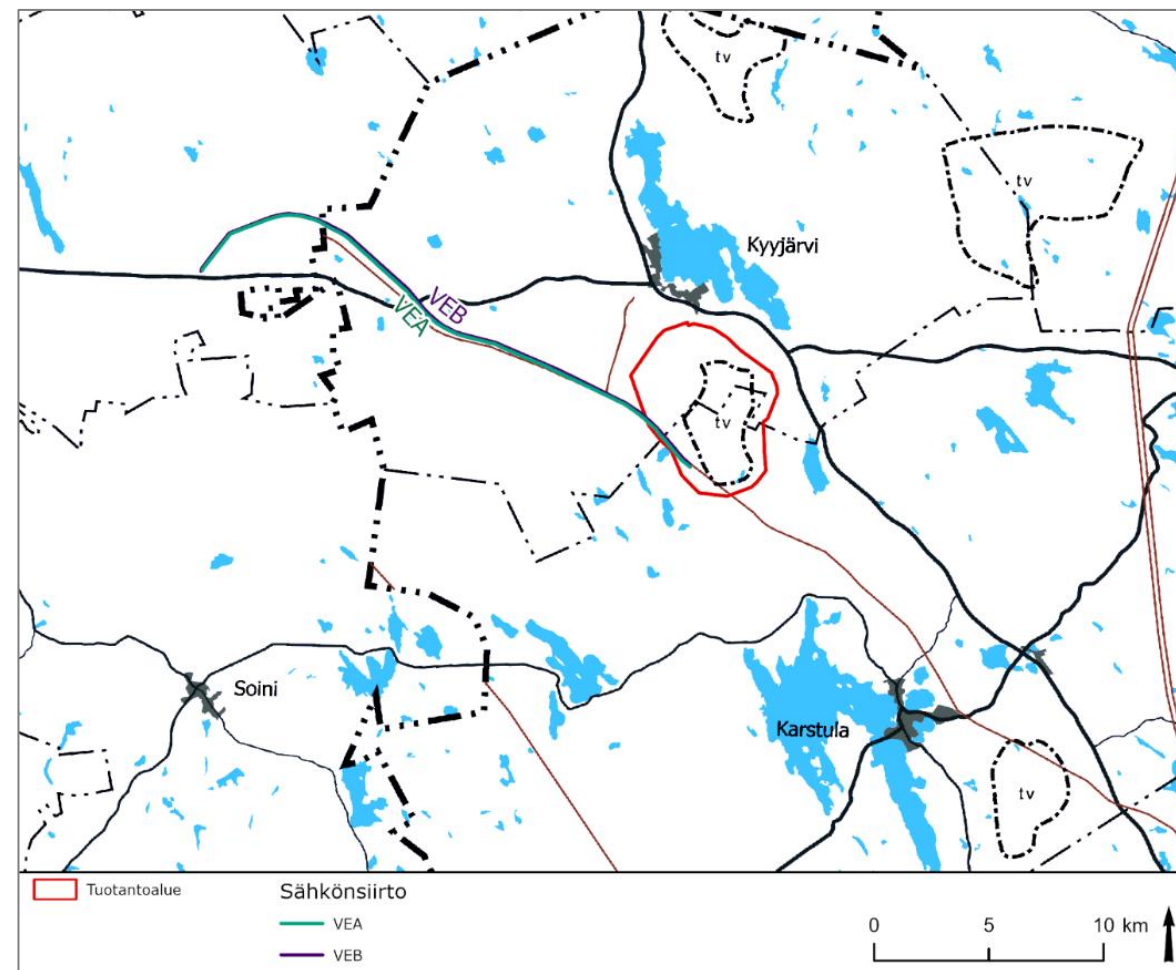 tv
tv
Kyyjärvi
VEB
VEA
tv
Soini
Karstula
tv
Tuotantoalue
Sähkönsiirto
VEA
VEB
0 5 10 km